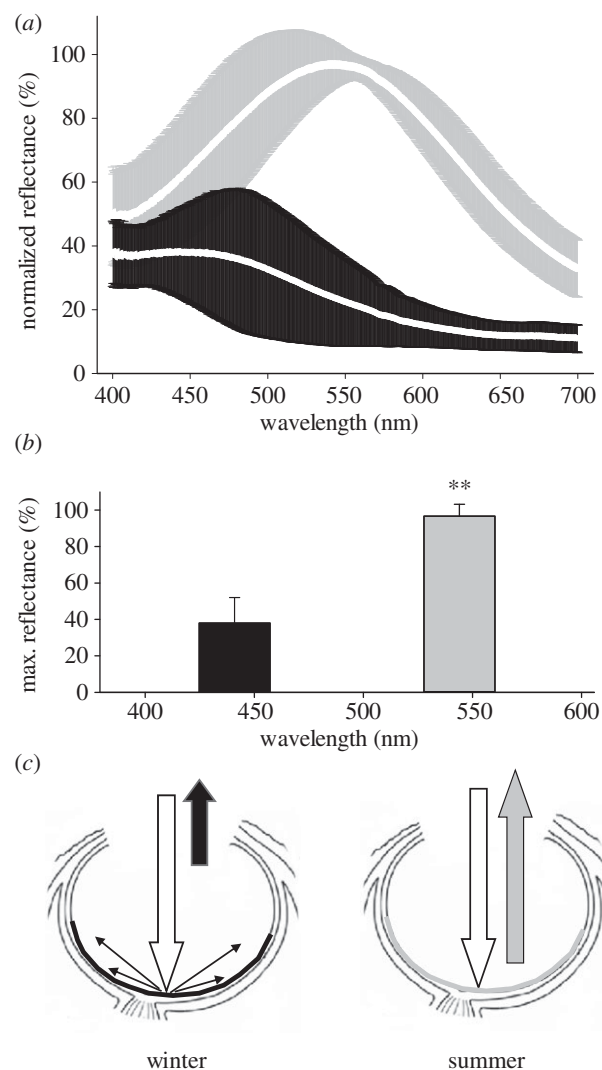 (a)
normalized reflectance (%)
100
80
60
40
20
0
400 450 500 550 600 650 700
wavelength (nm)
(b)
**
max. reflectance (%)
100
80
60
40
20
0
400 450 500 550 600
wavelength (nm)
(c)
winter summer